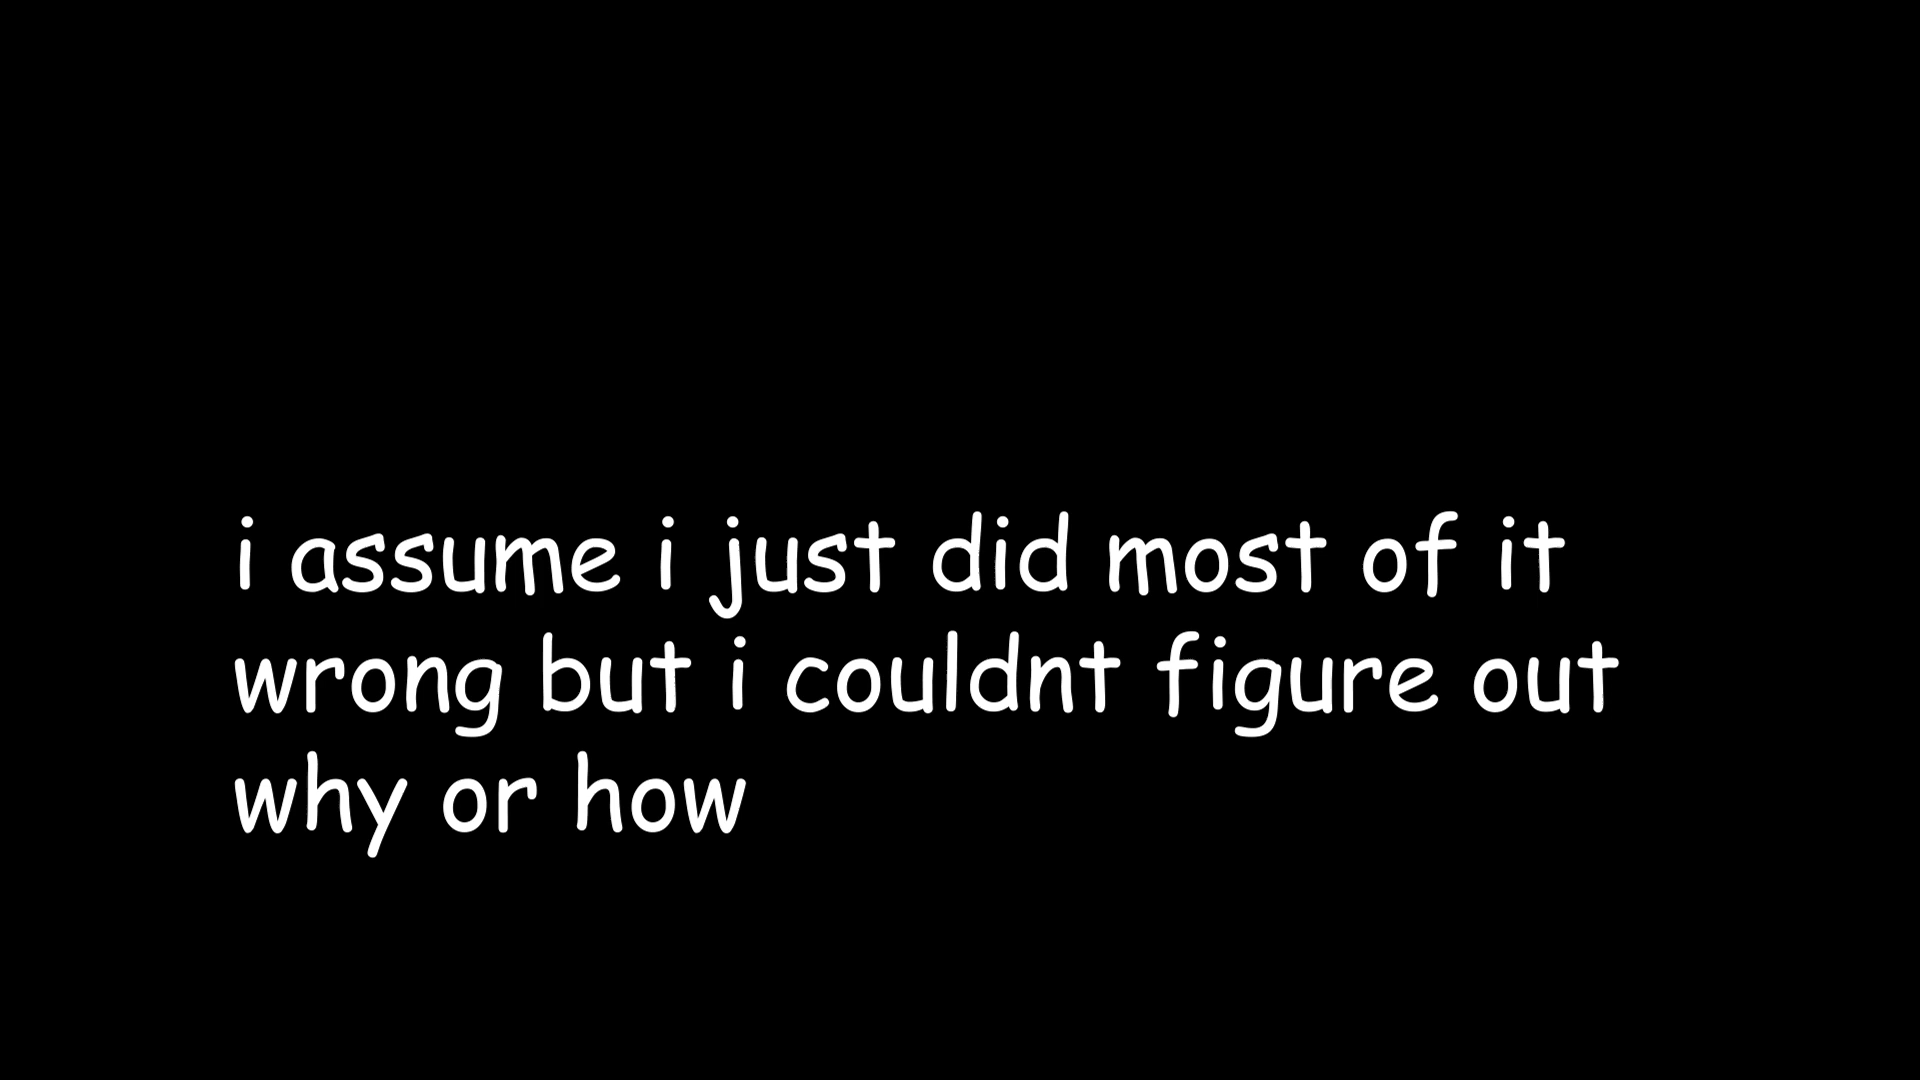 i assume i just did most of it
wrong but i couldnt figure out
why or how